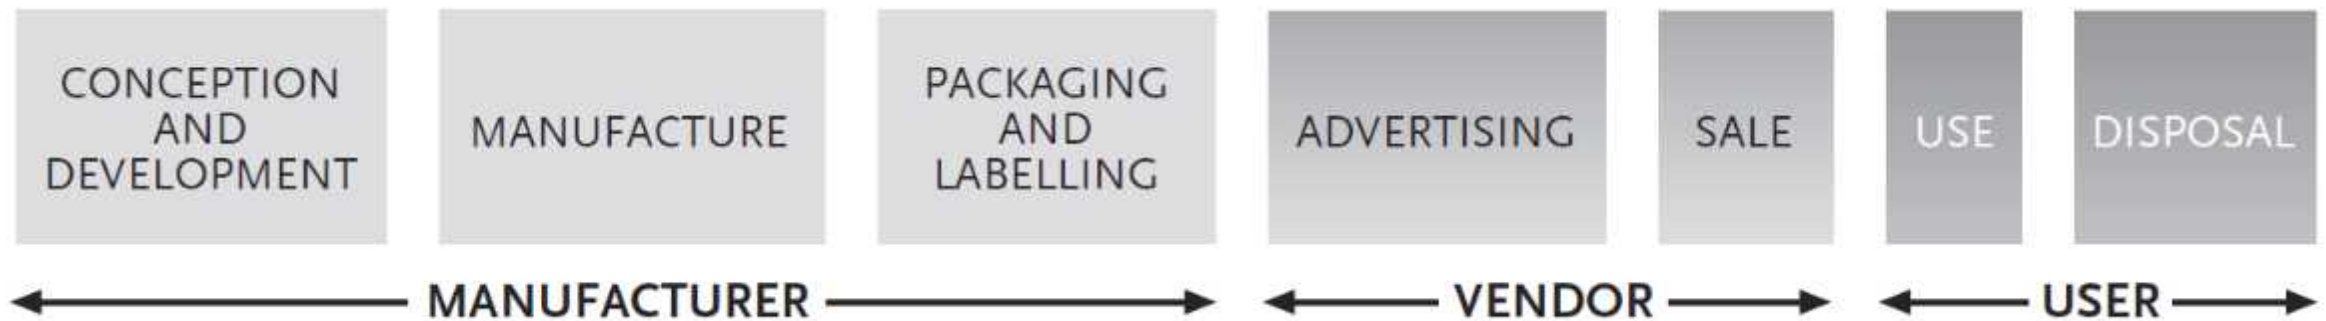 CONCEPTION
AND
DEVELOPMENT
MANUFACTURE
PACKAGING
AND
LABELLING
ADVERTISING
SALE
USE
DISPOSAL
MANUFACTURER
VENDOR
USER